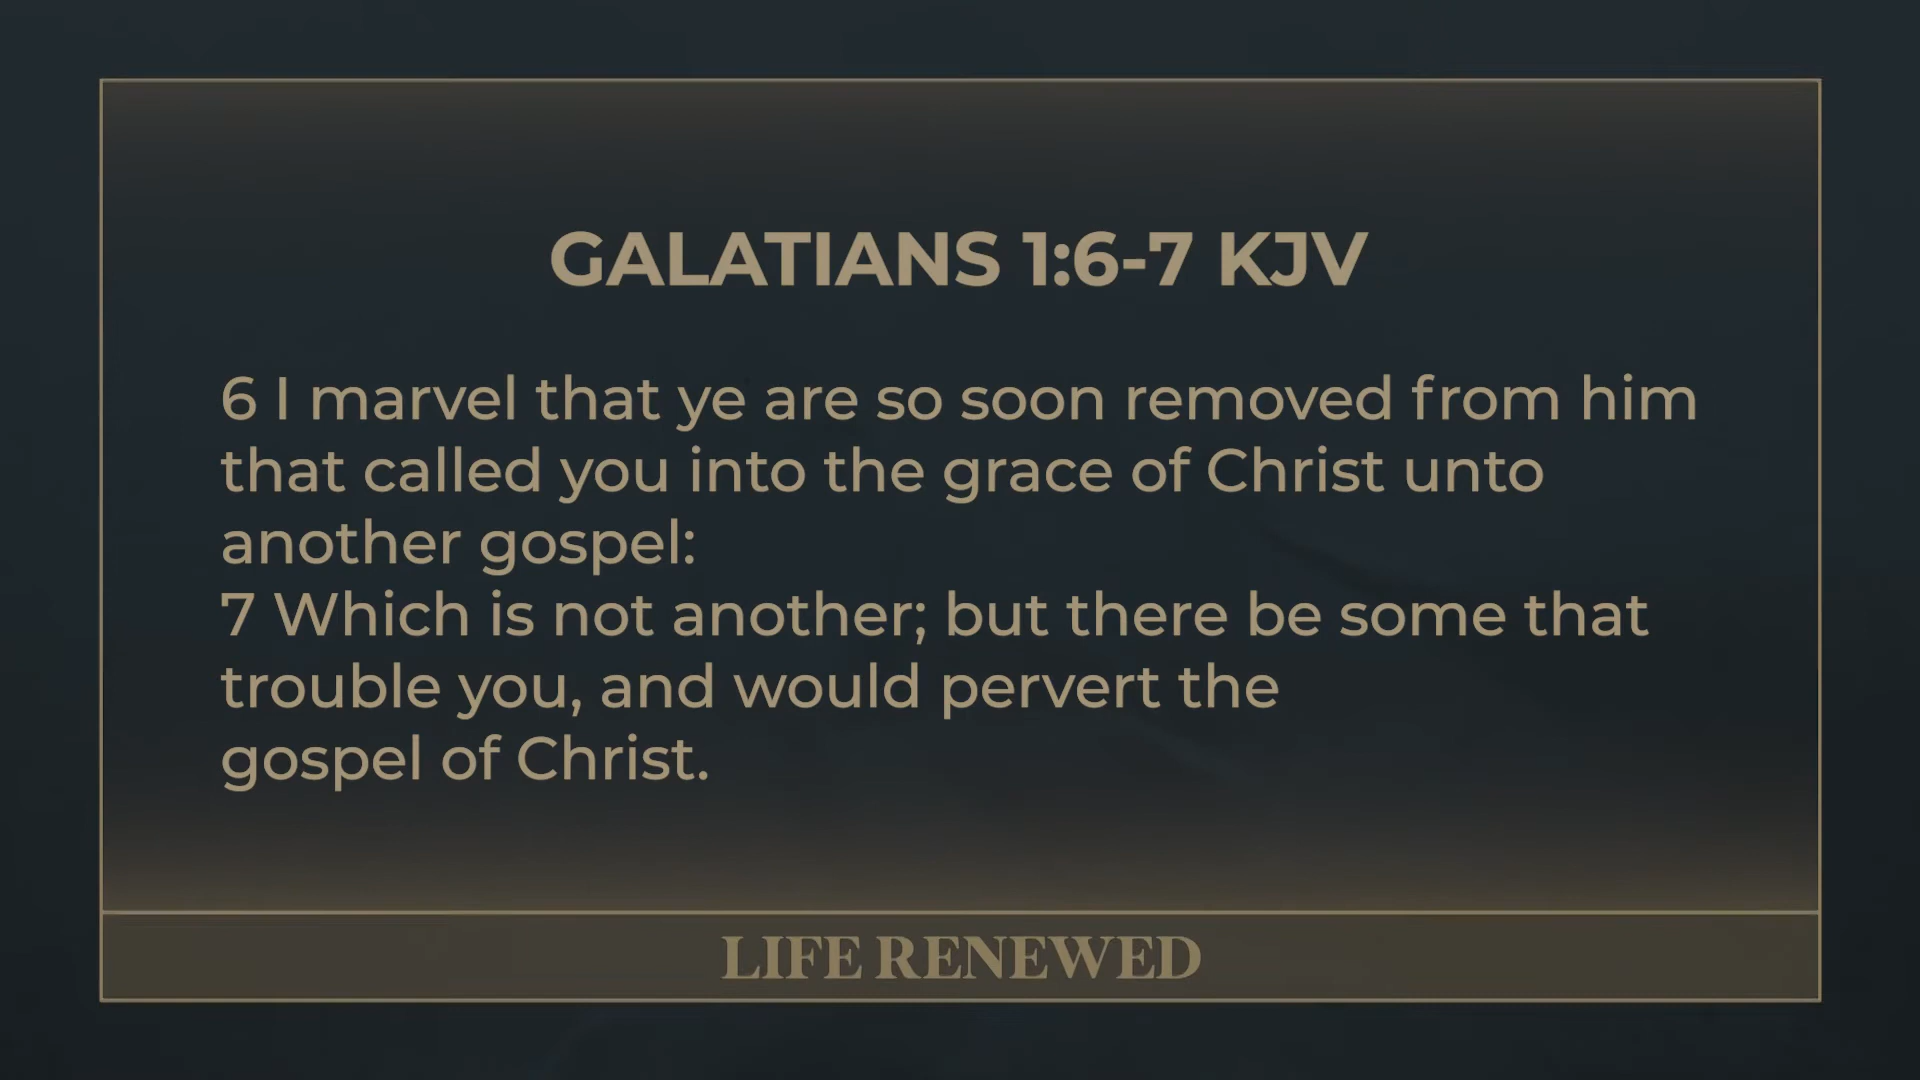 GALATIANS 1:6-7 KJV
6 I marvel that ye are so soon removed from him
that called you into the grace of Christ unto
another gospel:
7 Which is not another; but there be some that
trouble you, and would pervert the
gospel of Christ.
LIFE RENEWED